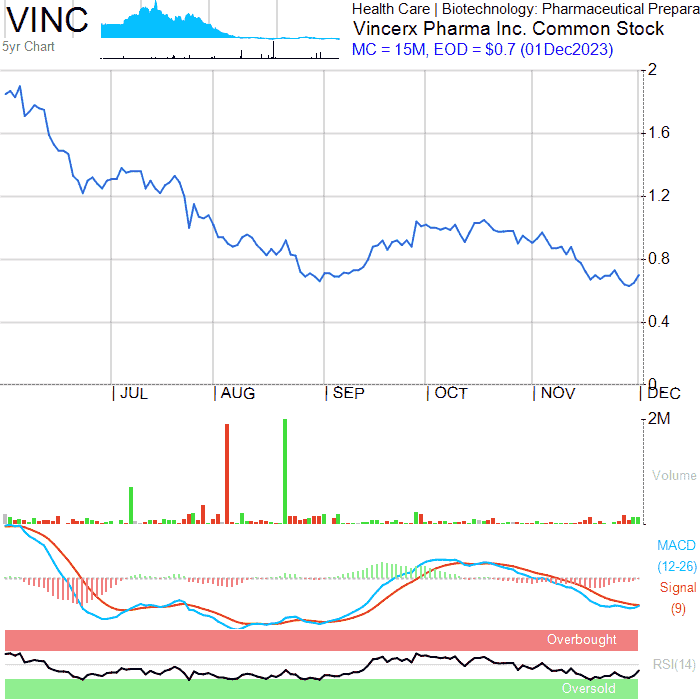 VINC
5yr Chart
Health Care | Biotechnology: Pharmaceutical Prepara
Vincerx Pharma Inc. Common Stock
MC = 15M, EOD = $0.7 (01Dec2023)
2
1.6
1.2
0.8
0.4
0
JUL AUG SEP OCT NOV DEC
2M
Volume
MACD
(12-26)
Signal
(9)
Overbought
RSI(14)
Oversold